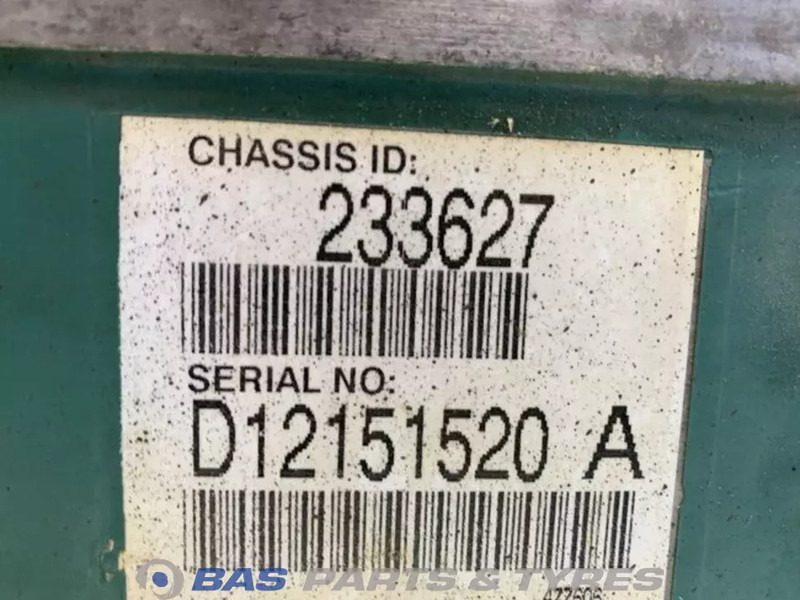 CHASSIS ID:
233627
SERIAL NO:
D12151520 A
BAS PARTS & TYRES